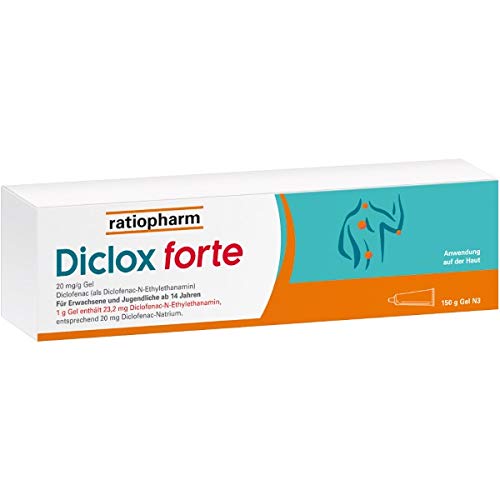 ratiopharm
Diclox forte
20 mg/g Gel
Diclofenac (als Diclofenac-N-Ethylethanamin)
Für Erwachsene und Jugendliche ab 14 Jahren
1 g Gel enthält 23,2 mg Diclofenac-N-Ethylethanamin,
entsprechend 20 mg Diclofenac-Natrium.
Anwendung
auf der Haut
150 g Gel N3